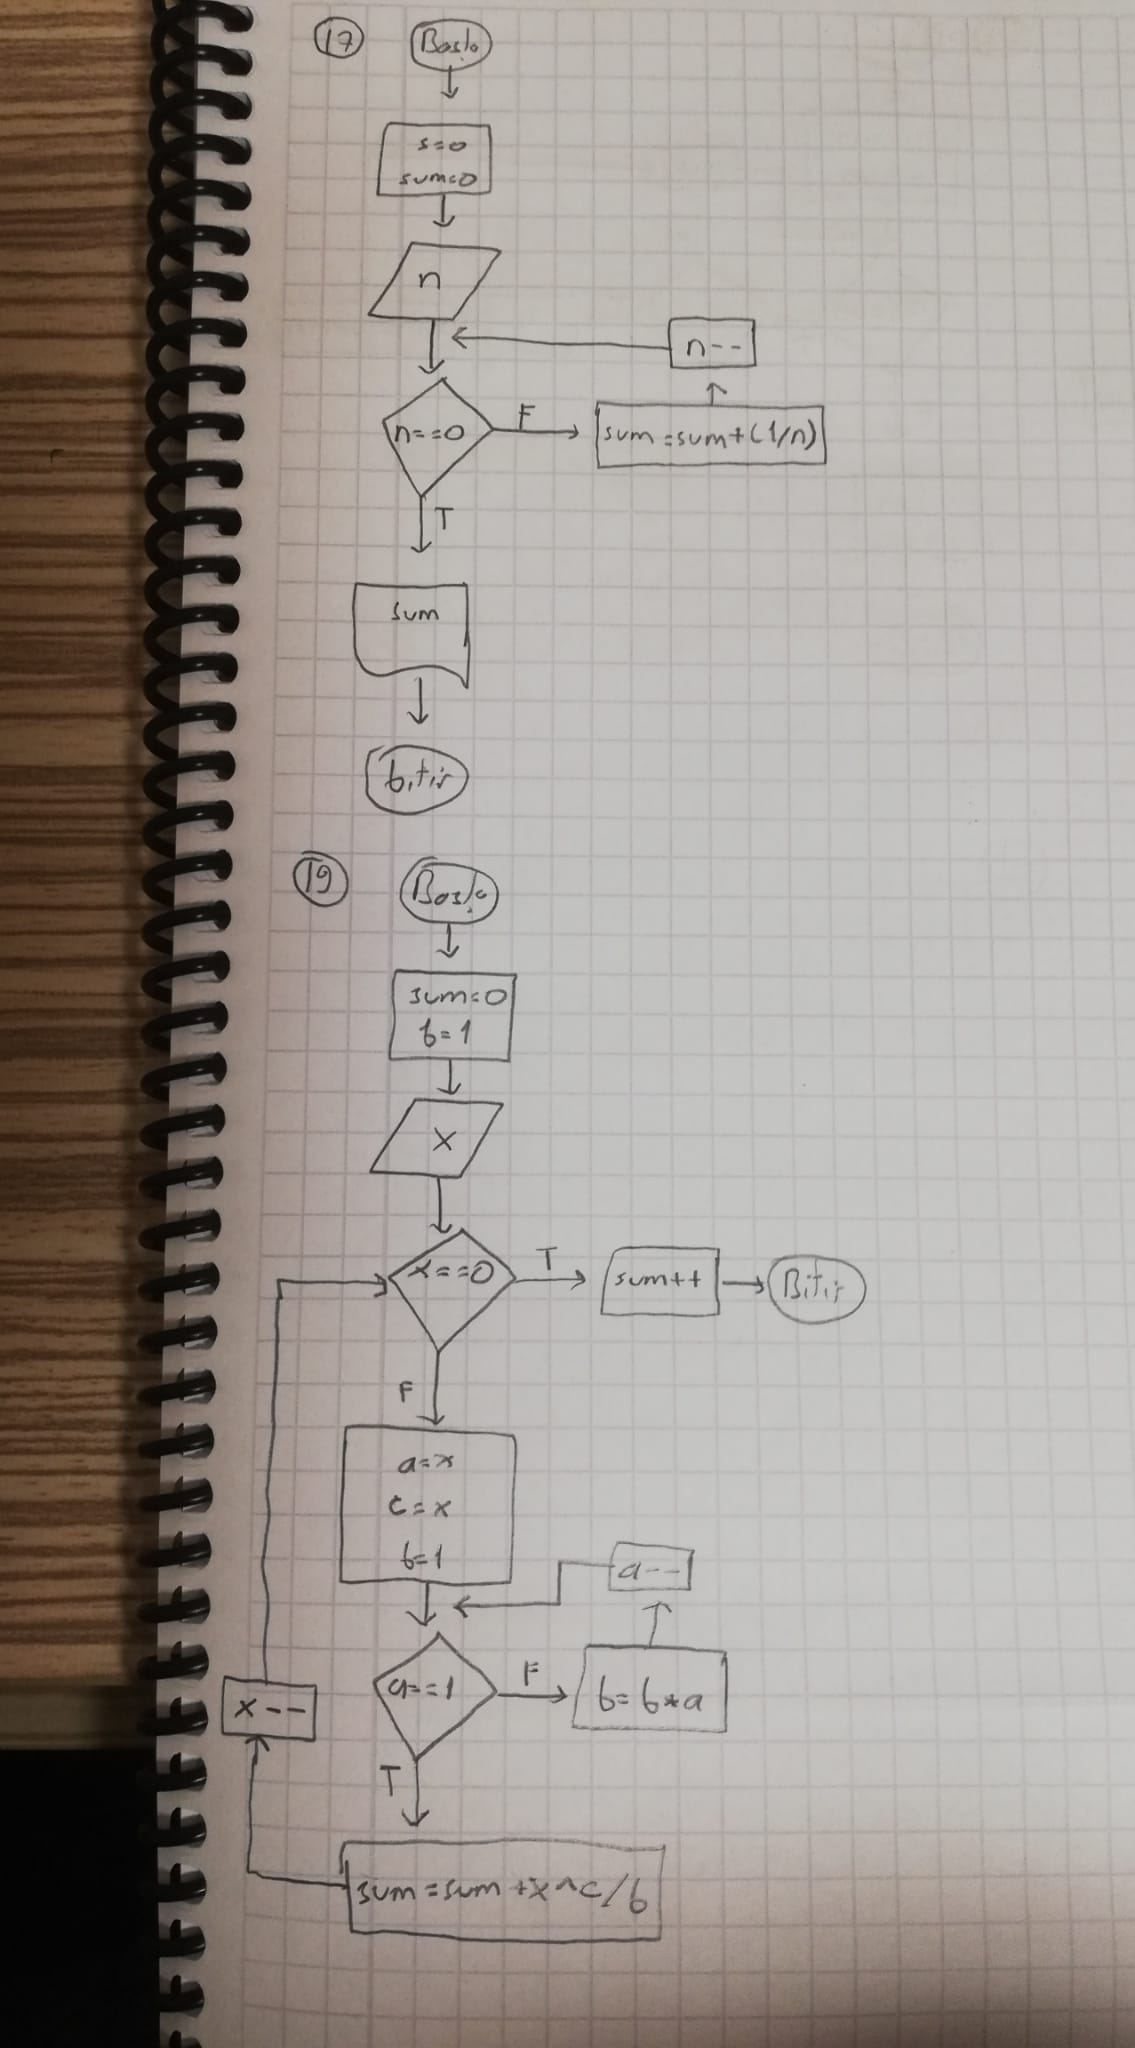 17
Başla
s=0
sum=0
n
n--
n==0
F
sum=sum+(1/n)
T
sum
bitir
19
Başla
sum=0
b=1
x
x==0
T
sum++
Bitir
F
a=x
c=x
b=1
a--
a==1
F
b=b*a
x--
T
sum=sum+x^c/b